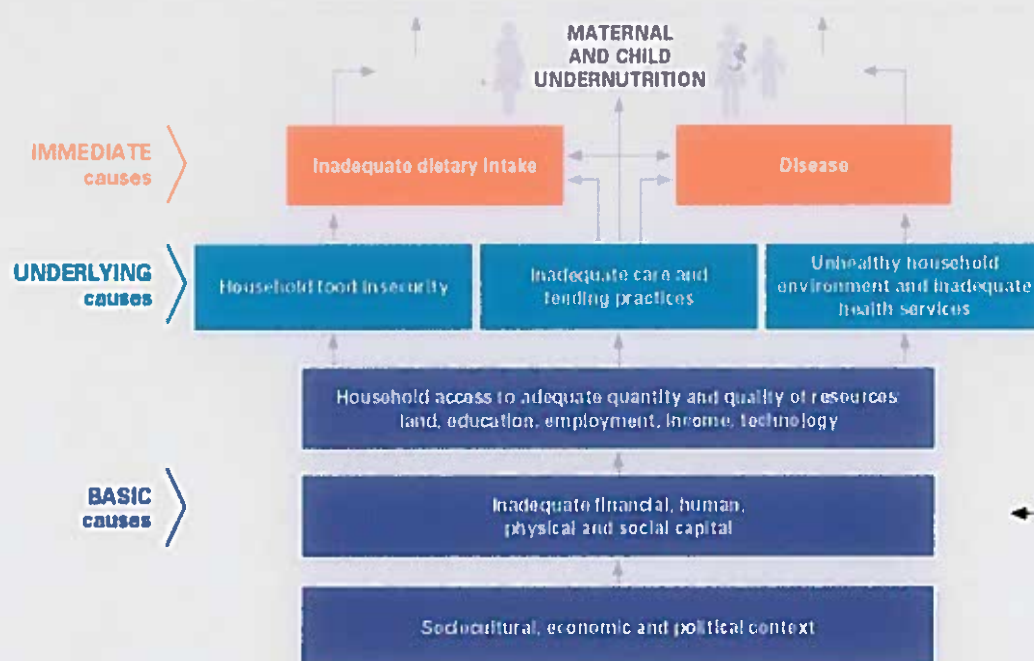 MATERNAL
AND CHILD
UNDERNUTRITION
IMMEDIATE
causes
Inadequate dietary intake
Disease
UNDERLYING
causes
Household food insecurity
Inadequate care and
feeding practices
Unhealthy household
environment and inadequate
health services
Household access to adequate quantity and quality of resources
land, education, employment, income, technology
BASIC
causes
Inadequate financial, human,
physical and social capital
Sociocultural, economic and political context